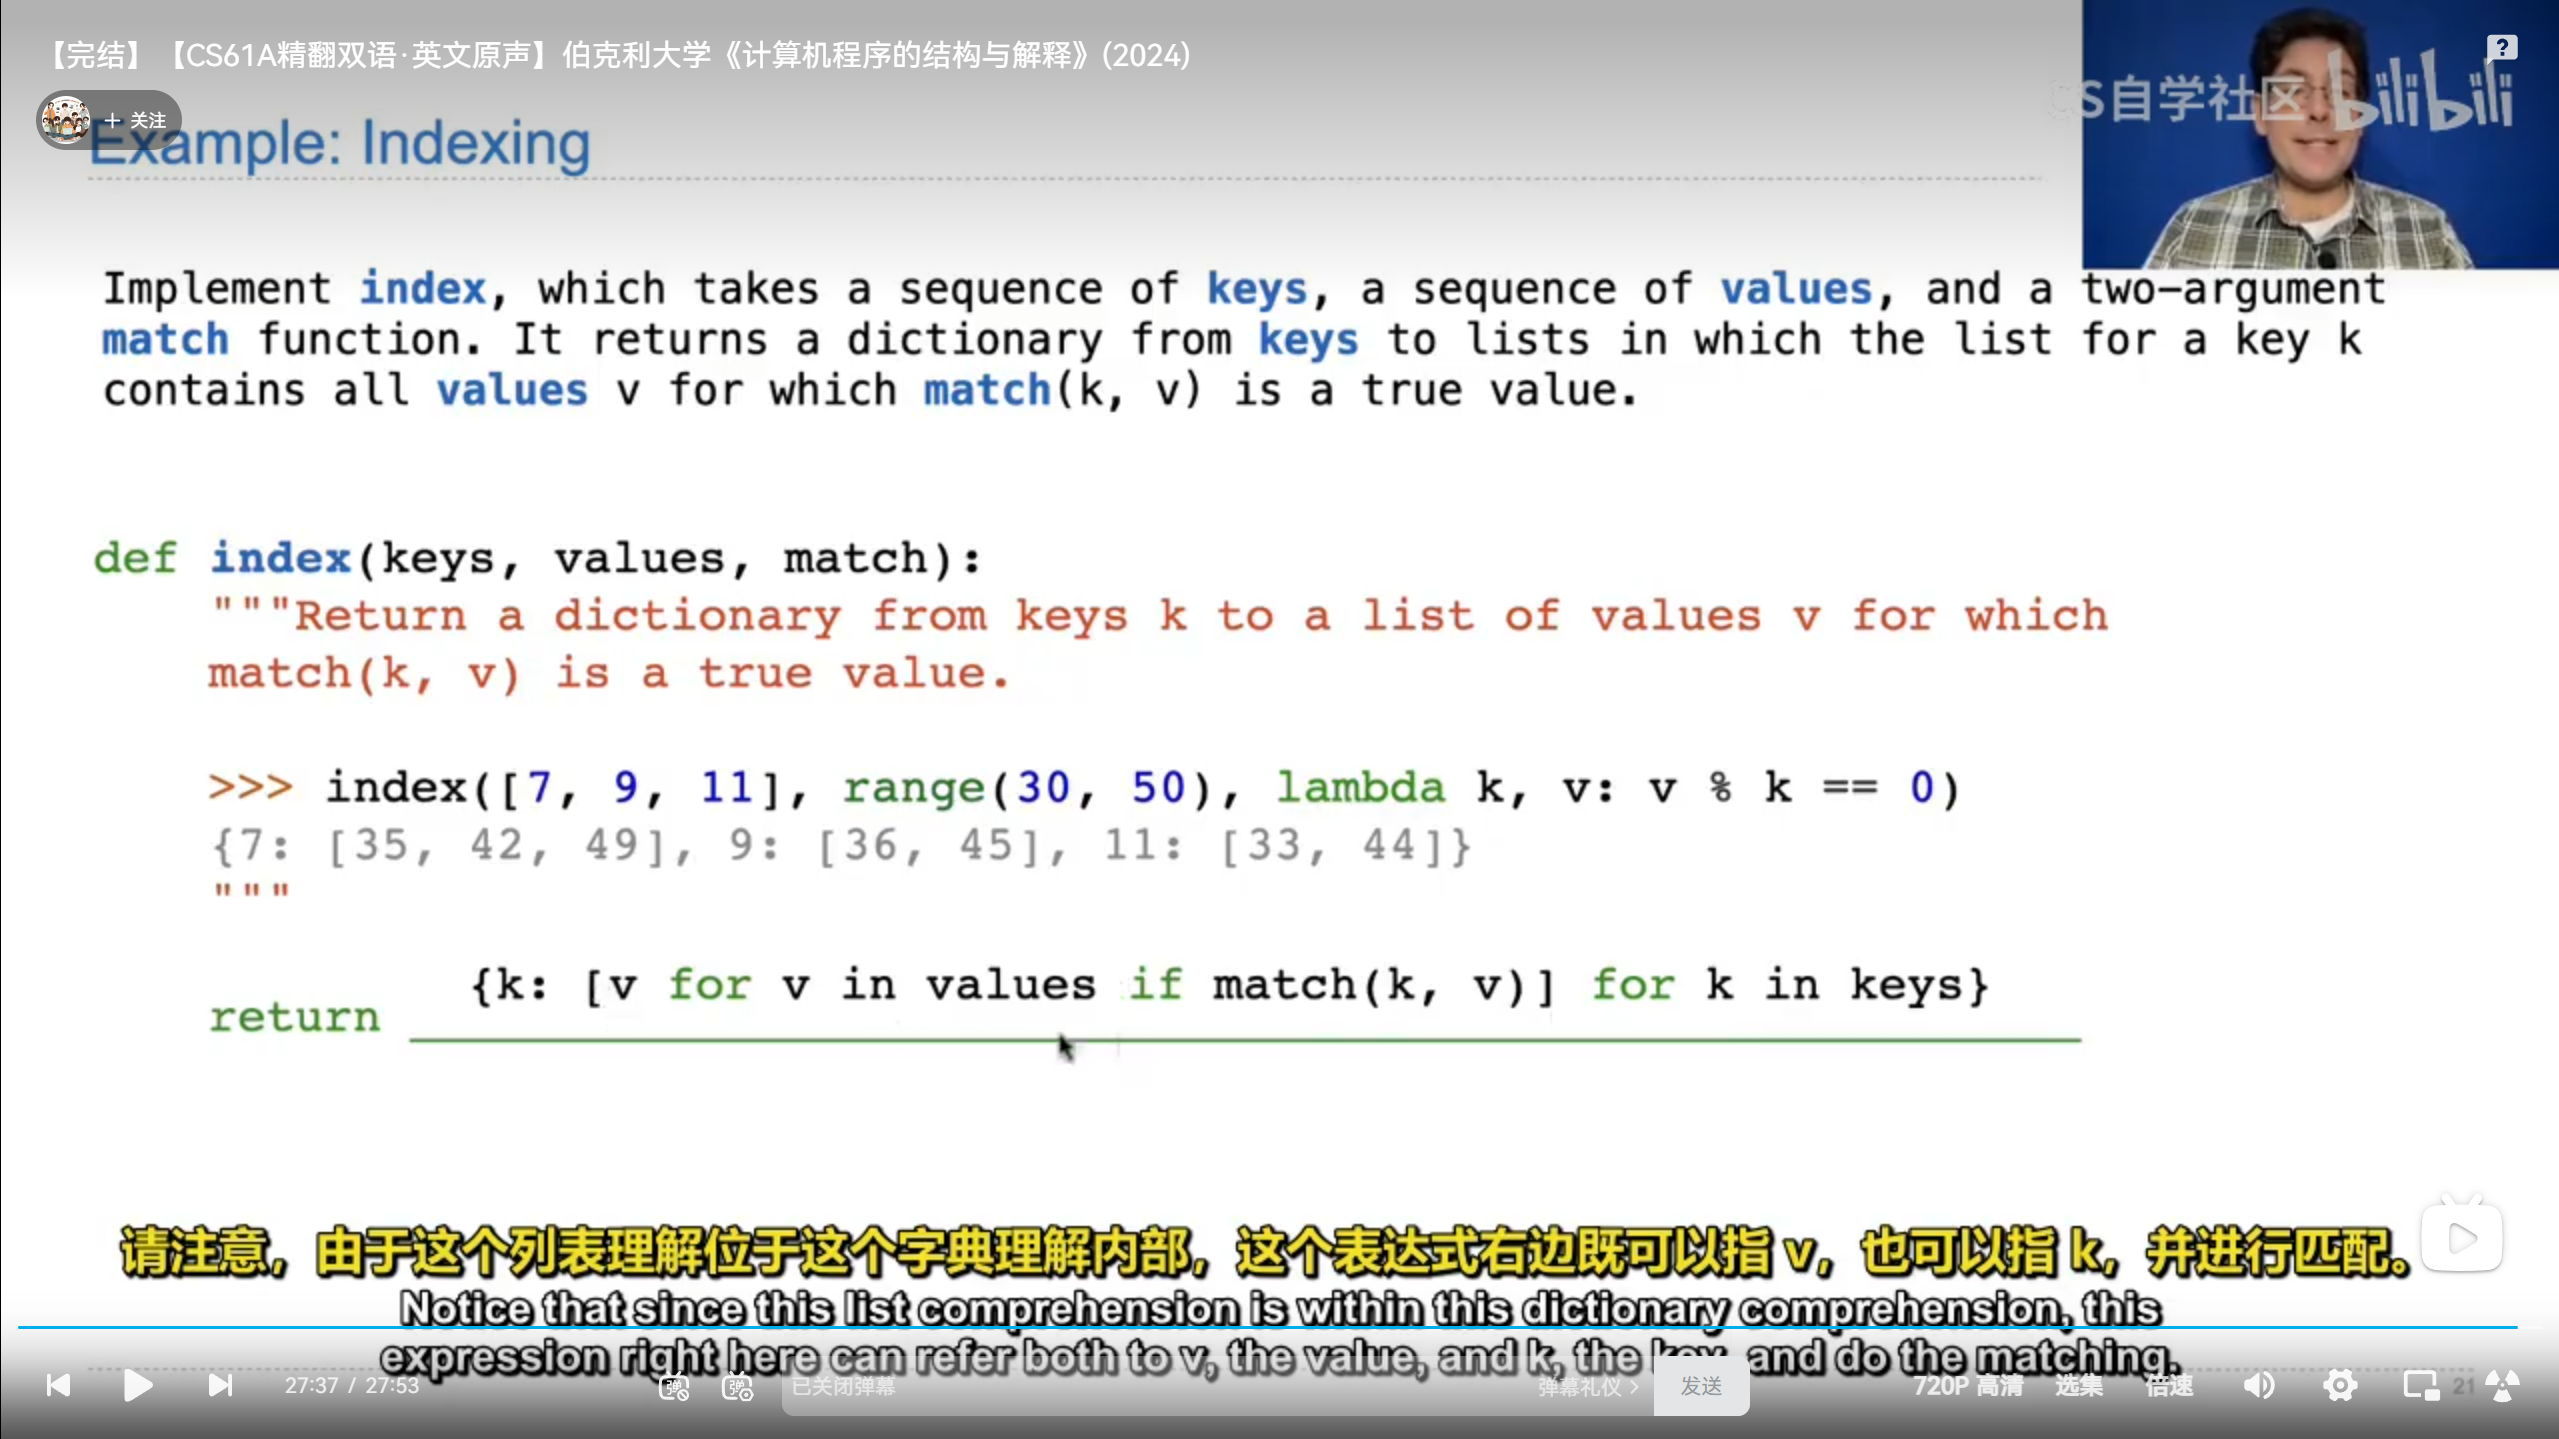 【完结】【CS61A精翻双语·英文原声】伯克利大学《计算机程序的结构与解释》(2024)
CS自学社区 bilibili
+ 关注
Example: Indexing
Implement index, which takes a sequence of keys, a sequence of values, and a two-argument
match function. It returns a dictionary from keys to lists in which the list for a key k
contains all values v for which match(k, v) is a true value.
def index(keys, values, match):
"""Return a dictionary from keys k to a list of values v for which
match(k, v) is a true value.
>>> index([7, 9, 11], range(30, 50), lambda k, v: v % k == 0)
{7: [35, 42, 49], 9: [36, 45], 11: [33, 44]}
"""
{k: [v for v in values if match(k, v)] for k in keys}
return
请注意，由于这个列表理解位于这个字典理解内部，这个表达式右边既可以指 v，也可以指 k，并进行匹配。
Notice that since this list comprehension is within this dictionary comprehension, this
expression right here can refer both to v, the value, and k, the key, and do the matching.
27:37 / 27:53
弹
弹
已关闭弹幕
弹幕礼仪 >
发送
720P 高清
选集
倍速
21